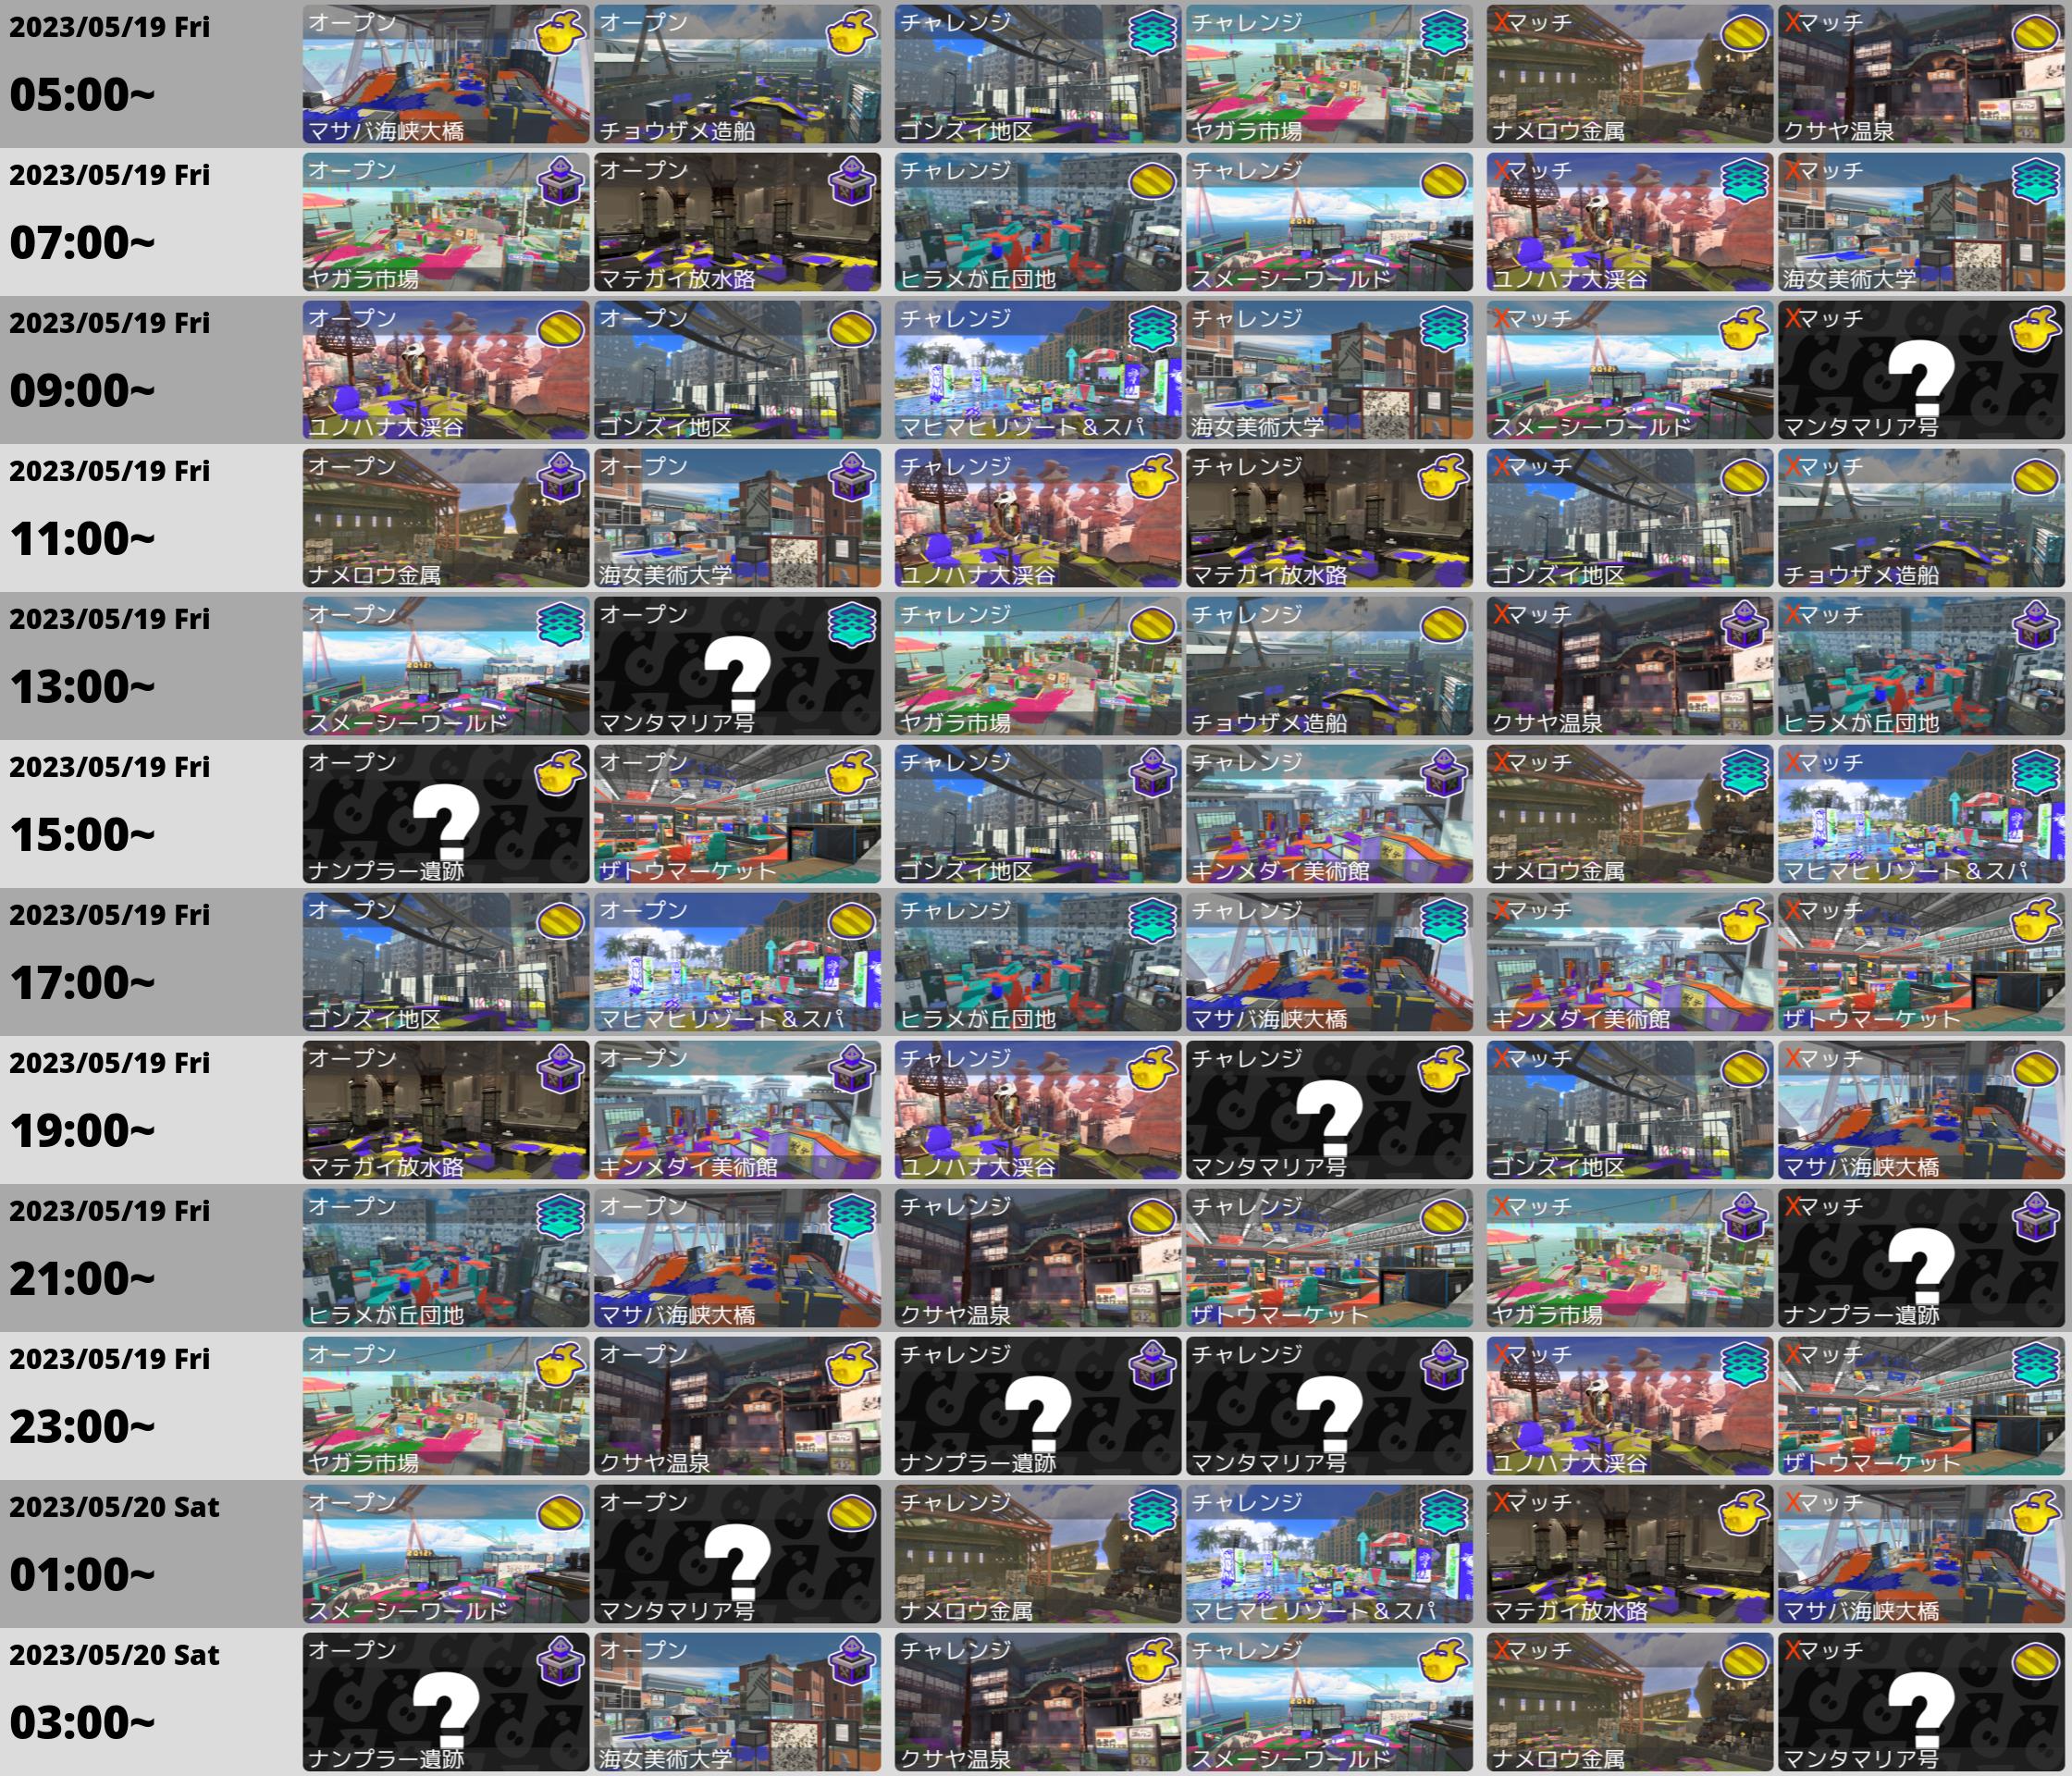 2023/05/19 Fri
05:00~
オープン オープン チャレンジ チャレンジ Xマッチ Xマッチ
マサバ海峡大橋 チョウザメ造船 ゴンズイ地区 ヤガラ市場 ナメロウ金属 クサヤ温泉
2023/05/19 Fri
07:00~
オープン オープン チャレンジ チャレンジ Xマッチ Xマッチ
ヤガラ市場 マテガイ放水路 ヒラメが丘団地 スメーシーワールド ユノハナ大渓谷 海女美術大学
2023/05/19 Fri
09:00~
オープン オープン チャレンジ チャレンジ Xマッチ Xマッチ
ユノハナ大渓谷 ゴンズイ地区 マヒマヒリゾート&スパ 海女美術大学 スメーシーワールド マンタマリア号
2023/05/19 Fri
11:00~
オープン オープン チャレンジ チャレンジ Xマッチ Xマッチ
ナメロウ金属 海女美術大学 ユノハナ大渓谷 マテガイ放水路 ゴンズイ地区 チョウザメ造船
2023/05/19 Fri
13:00~
オープン オープン チャレンジ チャレンジ Xマッチ Xマッチ
スメーシーワールド マンタマリア号 ヤガラ市場 チョウザメ造船 クサヤ温泉 ヒラメが丘団地
2023/05/19 Fri
15:00~
オープン オープン チャレンジ チャレンジ Xマッチ Xマッチ
ナンプラー遺跡 ザトウマーケット ゴンズイ地区 キンメダイ美術館 ナメロウ金属 マヒマヒリゾート&スパ
2023/05/19 Fri
17:00~
オープン オープン チャレンジ チャレンジ Xマッチ Xマッチ
ゴンズイ地区 マヒマヒリゾート&スパ ヒラメが丘団地 マサバ海峡大橋 キンメダイ美術館 ザトウマーケット
2023/05/19 Fri
19:00~
オープン オープン チャレンジ チャレンジ Xマッチ Xマッチ
マテガイ放水路 キンメダイ美術館 ユノハナ大渓谷 マンタマリア号 ゴンズイ地区 マサバ海峡大橋
2023/05/19 Fri
21:00~
オープン オープン チャレンジ チャレンジ Xマッチ Xマッチ
ヒラメが丘団地 マサバ海峡大橋 クサヤ温泉 ザトウマーケット ヤガラ市場 ナンプラー遺跡
2023/05/19 Fri
23:00~
オープン オープン チャレンジ チャレンジ Xマッチ Xマッチ
ヤガラ市場 クサヤ温泉 ナンプラー遺跡 マンタマリア号 ユノハナ大渓谷 ザトウマーケット
2023/05/20 Sat
01:00~
オープン オープン チャレンジ チャレンジ Xマッチ Xマッチ
スメーシーワールド マンタマリア号 ナメロウ金属 マヒマヒリゾート&スパ マテガイ放水路 マサバ海峡大橋
2023/05/20 Sat
03:00~
オープン オープン チャレンジ チャレンジ Xマッチ Xマッチ
ナンプラー遺跡 海女美術大学 クサヤ温泉 スメーシーワールド ナメロウ金属 マンタマリア号